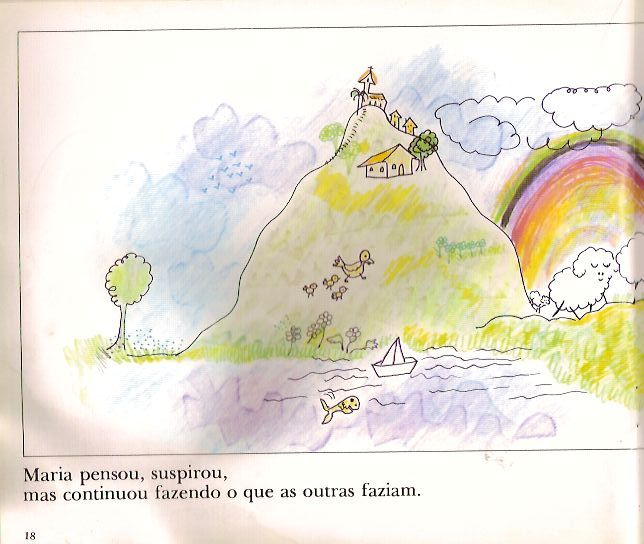 Maria pensou, suspirou,
mas continuou fazendo o que as outras faziam.
18